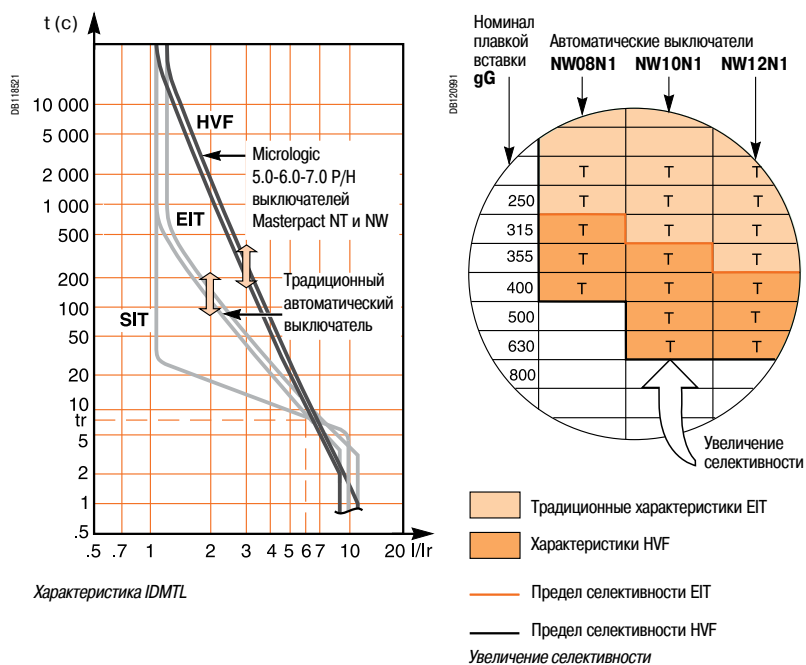 t (с)
DB118821
10 000
5 000
2 000
1 000
500
200
100
50
20
10
tr
5
2
1
.5
.5 .7 1 2 3 4 5 6 7 10 20 I/Ir
HVF
Micrologic
5.0-6.0-7.0 P/H
выключателей
Masterpact NT и NW
EIT
Традиционный
автоматический
выключатель
SIT
Характеристика IDMTL
DB120991
Номинал
плавкой
вставки
gG
Автоматические выключатели
NW08N1 NW10N1 NW12N1
T T T
250 T T T
315 T T T
355 T T T
400 T T T
500 T T
630 T T
800
Увеличение
селективности
Традиционные характеристики EIT
Характеристики HVF
Предел селективности EIT
Предел селективности HVF
Увеличение селективности